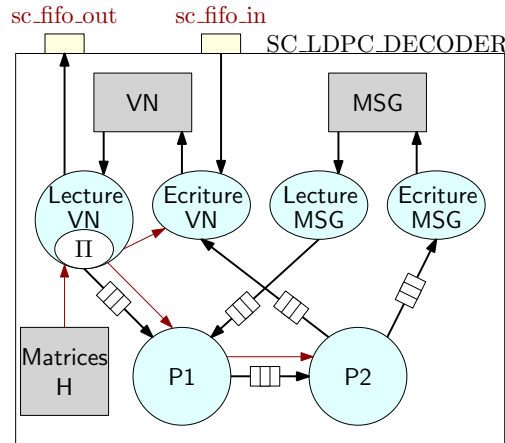 sc_fifo_out
sc_fifo_in
SC_LDPC_DECODER
VN
MSG
Lecture
VN
Π
Ecriture
VN
Lecture
MSG
Ecriture
MSG
Matrices
H
P1
P2